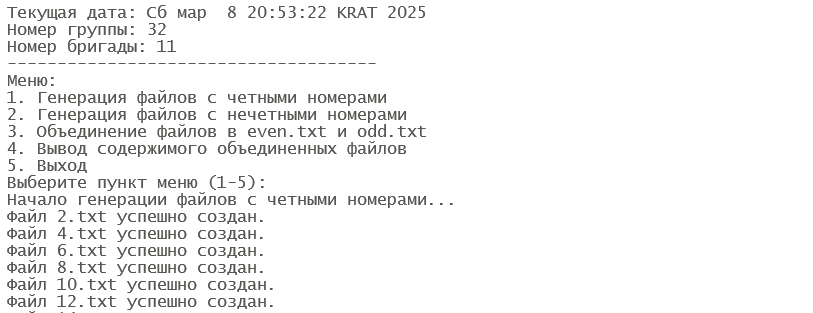 Текущая дата: Сб мар  8 20:53:22 KRAT 2025
Номер группы: 32
Номер бригады: 11
-------------------------------------
Меню:
1. Генерация файлов с четными номерами
2. Генерация файлов с нечетными номерами
3. Объединение файлов в even.txt и odd.txt
4. Вывод содержимого объединенных файлов
5. Выход
Выберите пункт меню (1-5):
Начало генерации файлов с четными номерами...
Файл 2.txt успешно создан.
Файл 4.txt успешно создан.
Файл 6.txt успешно создан.
Файл 8.txt успешно создан.
Файл 10.txt успешно создан.
Файл 12.txt успешно создан.